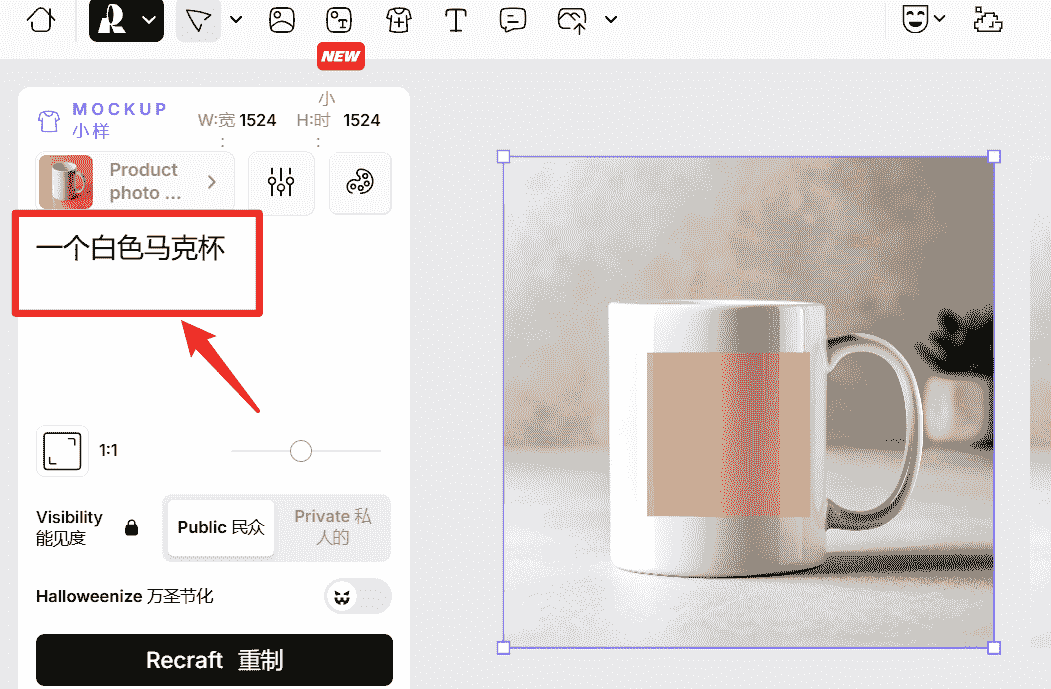 NEW
MOCKUP
小样
W:宽 1524
:
H:小时 1524
:
Product
photo ...
一个白色马克杯
1:1
Visibility
能见度
Public 民众
Private 私
人的
Halloweenize 万圣节化
Recraft 重制